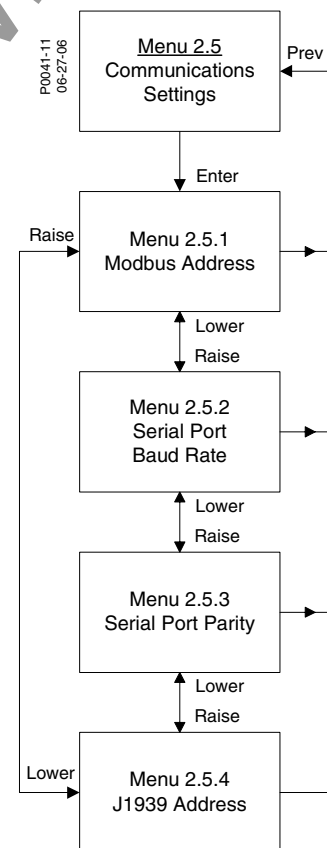 P0041-11
06-27-06
Menu 2.5
Communications
Settings
Prev
Enter
Raise
Menu 2.5.1
Modbus Address
Lower
Raise
Menu 2.5.2
Serial Port
Baud Rate
Lower
Raise
Menu 2.5.3
Serial Port Parity
Lower
Raise
Lower
Menu 2.5.4
J1939 Address